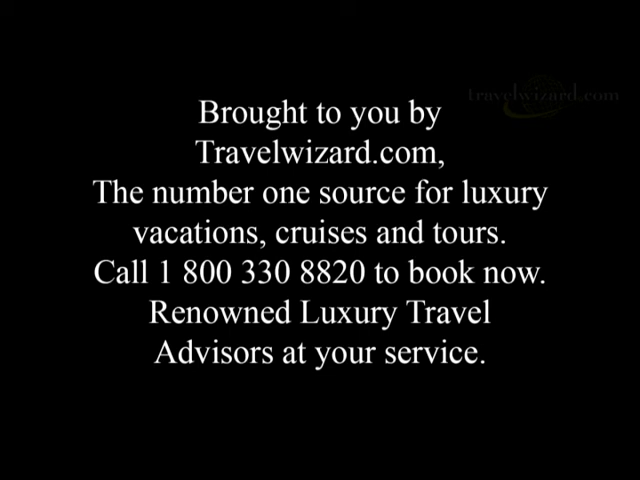 travelwizard.com
Brought to you by
Travelwizard.com,
The number one source for luxury
vacations, cruises and tours.
Call 1 800 330 8820 to book now.
Renowned Luxury Travel
Advisors at your service.